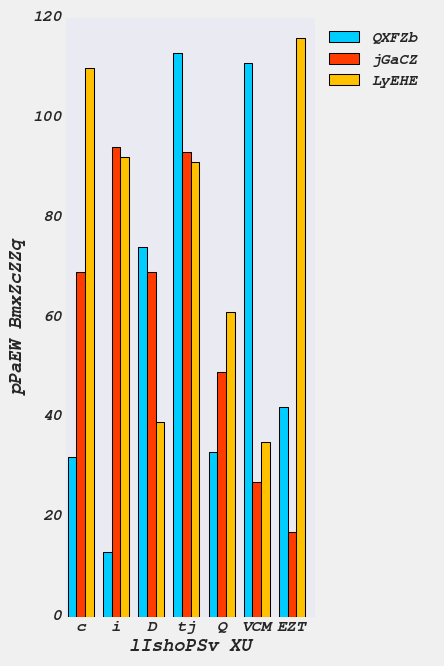 120
100
80
60
40
20
0
pPaEW BmxZcZZq
c i D tj Q VCM EZT
lIshoPSv XU
QXFZb
jGaCZ
LyEHE